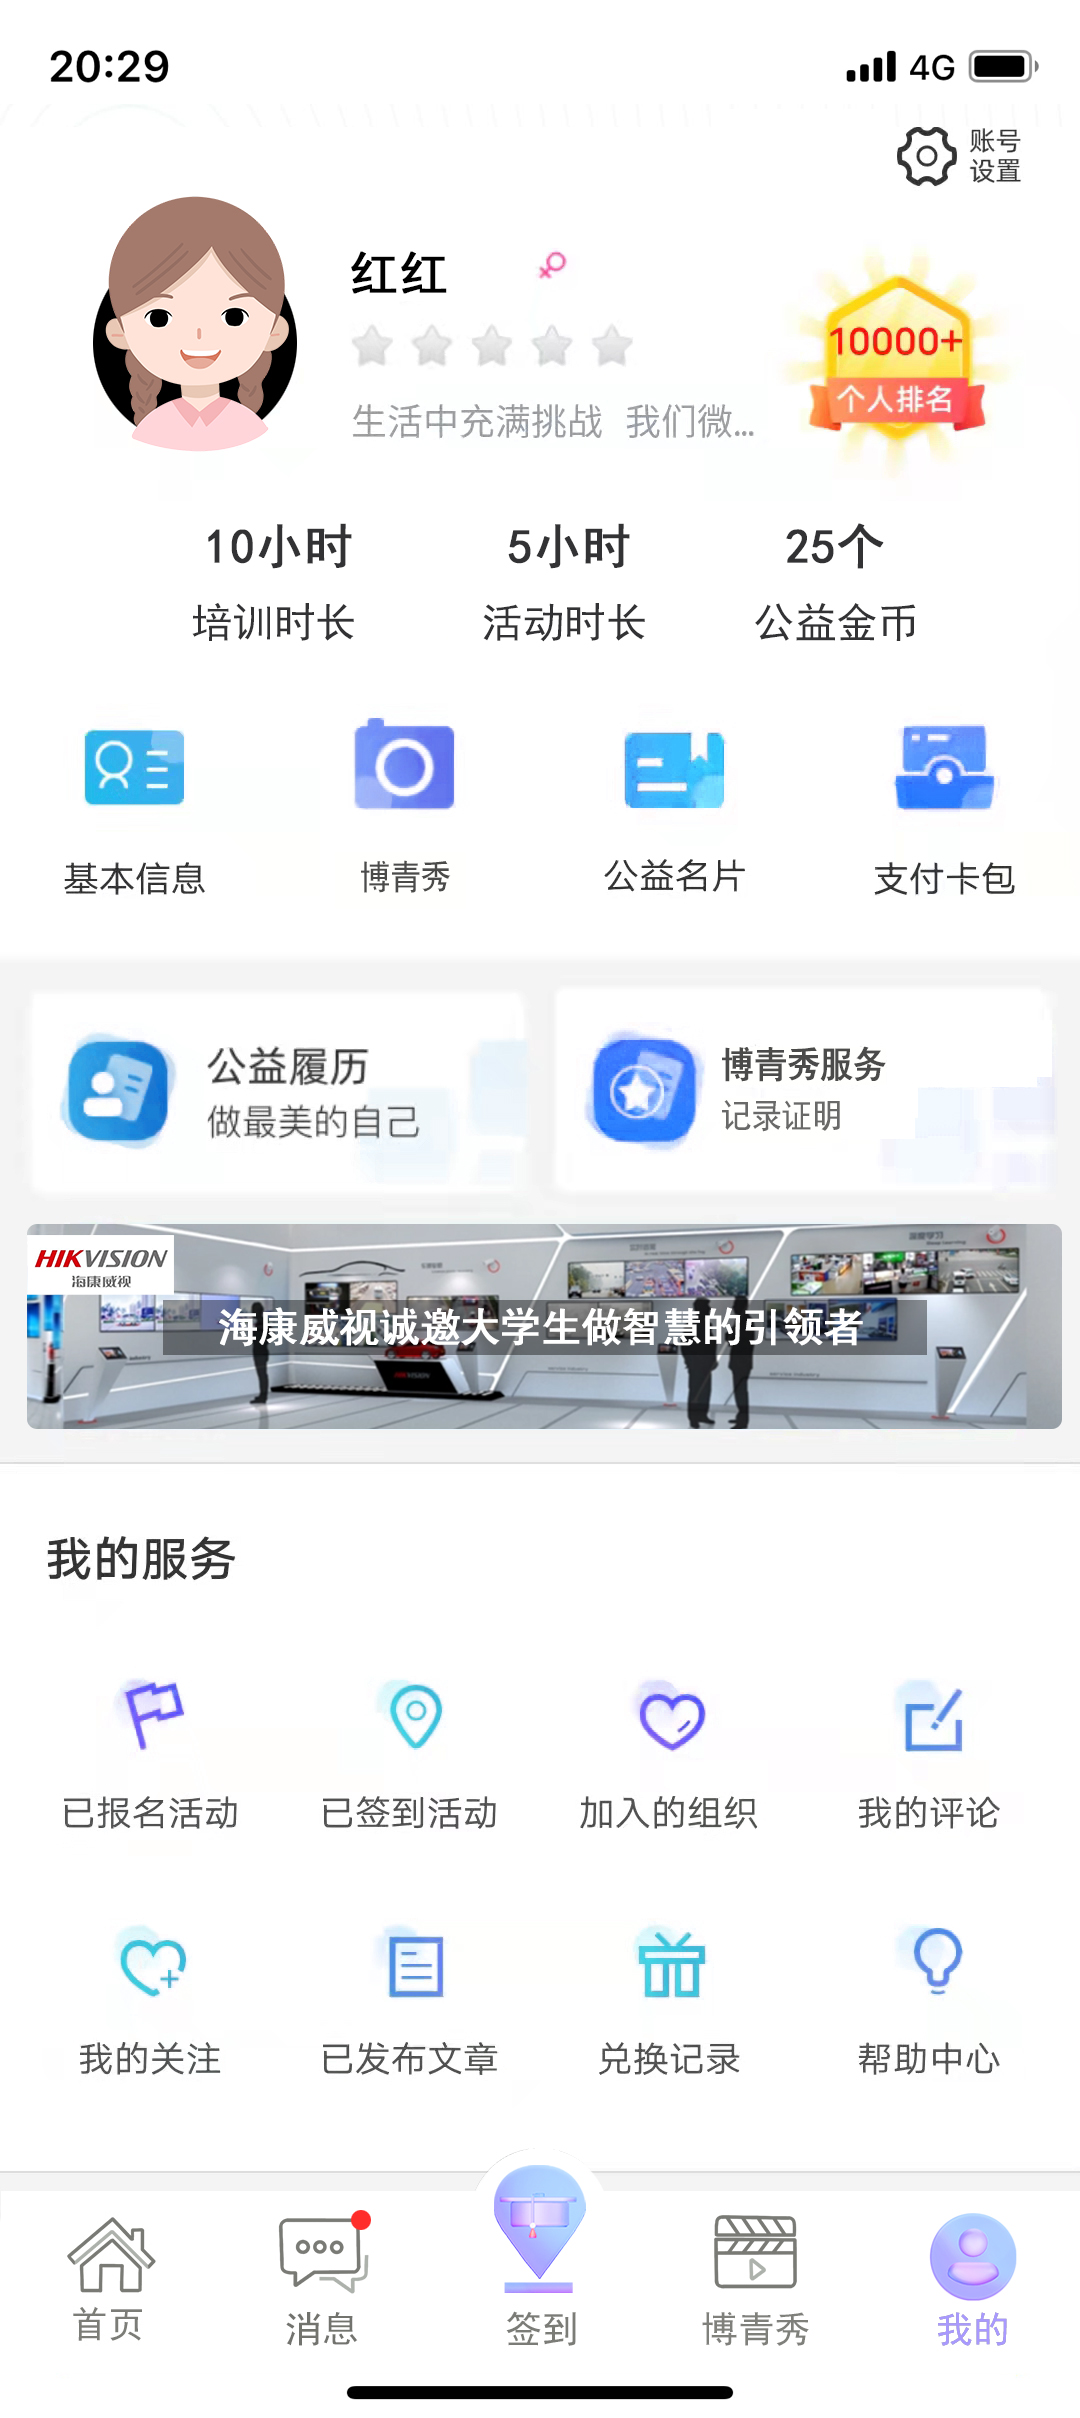 20:29
4G
账号
设置
红红
10000+
个人排名
生活中充满挑战 我们微...
10小时 5小时 25个
培训时长 活动时长 公益金币
基本信息 博青秀 公益名片 支付卡包
公益履历
做最美的自己
博青秀服务
记录证明
HIKVISION
海康威视
海康威视诚邀大学生做智慧的引领者
我的服务
已报名活动 已签到活动 加入的组织 我的评论
我的关注 已发布文章 兑换记录 帮助中心
首页 消息 签到 博青秀 我的